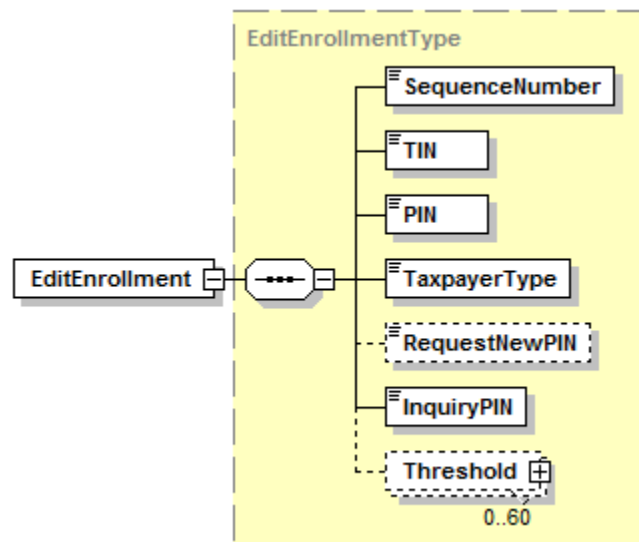 EditEnrollmentType
SequenceNumber
TIN
PIN
EditEnrollment
TaxpayerType
RequestNewPIN
InquiryPIN
Threshold
0..60